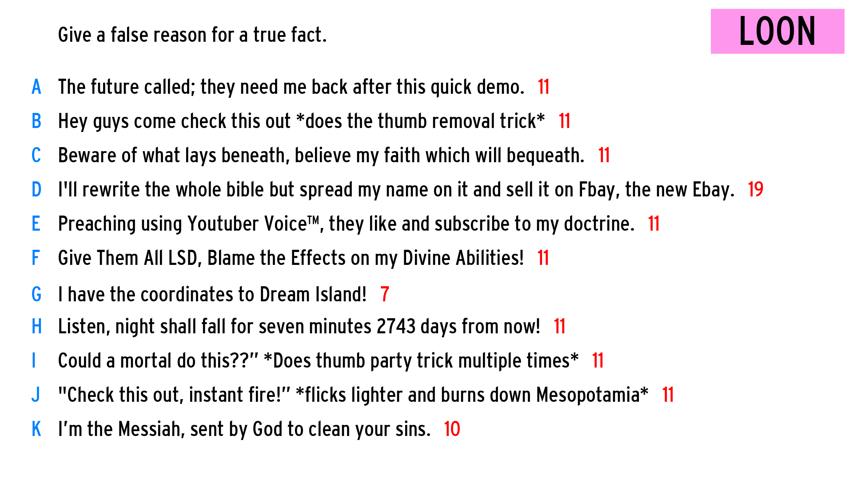 Give a false reason for a true fact.
LOON
A The future called; they need me back after this quick demo. 11
B Hey guys come check this out *does the thumb removal trick* 11
C Beware of what lays beneath, believe my faith which will bequeath. 11
D I'll rewrite the whole bible but spread my name on it and sell it on Fbay, the new Ebay. 19
E Preaching using Youtuber Voice™, they like and subscribe to my doctrine. 11
F Give Them All LSD, Blame the Effects on my Divine Abilities! 11
G I have the coordinates to Dream Island! 7
H Listen, night shall fall for seven minutes 2743 days from now! 11
I Could a mortal do this??” *Does thumb party trick multiple times* 11
J "Check this out, instant fire!” *flicks lighter and burns down Mesopotamia* 11
K I’m the Messiah, sent by God to clean your sins. 10